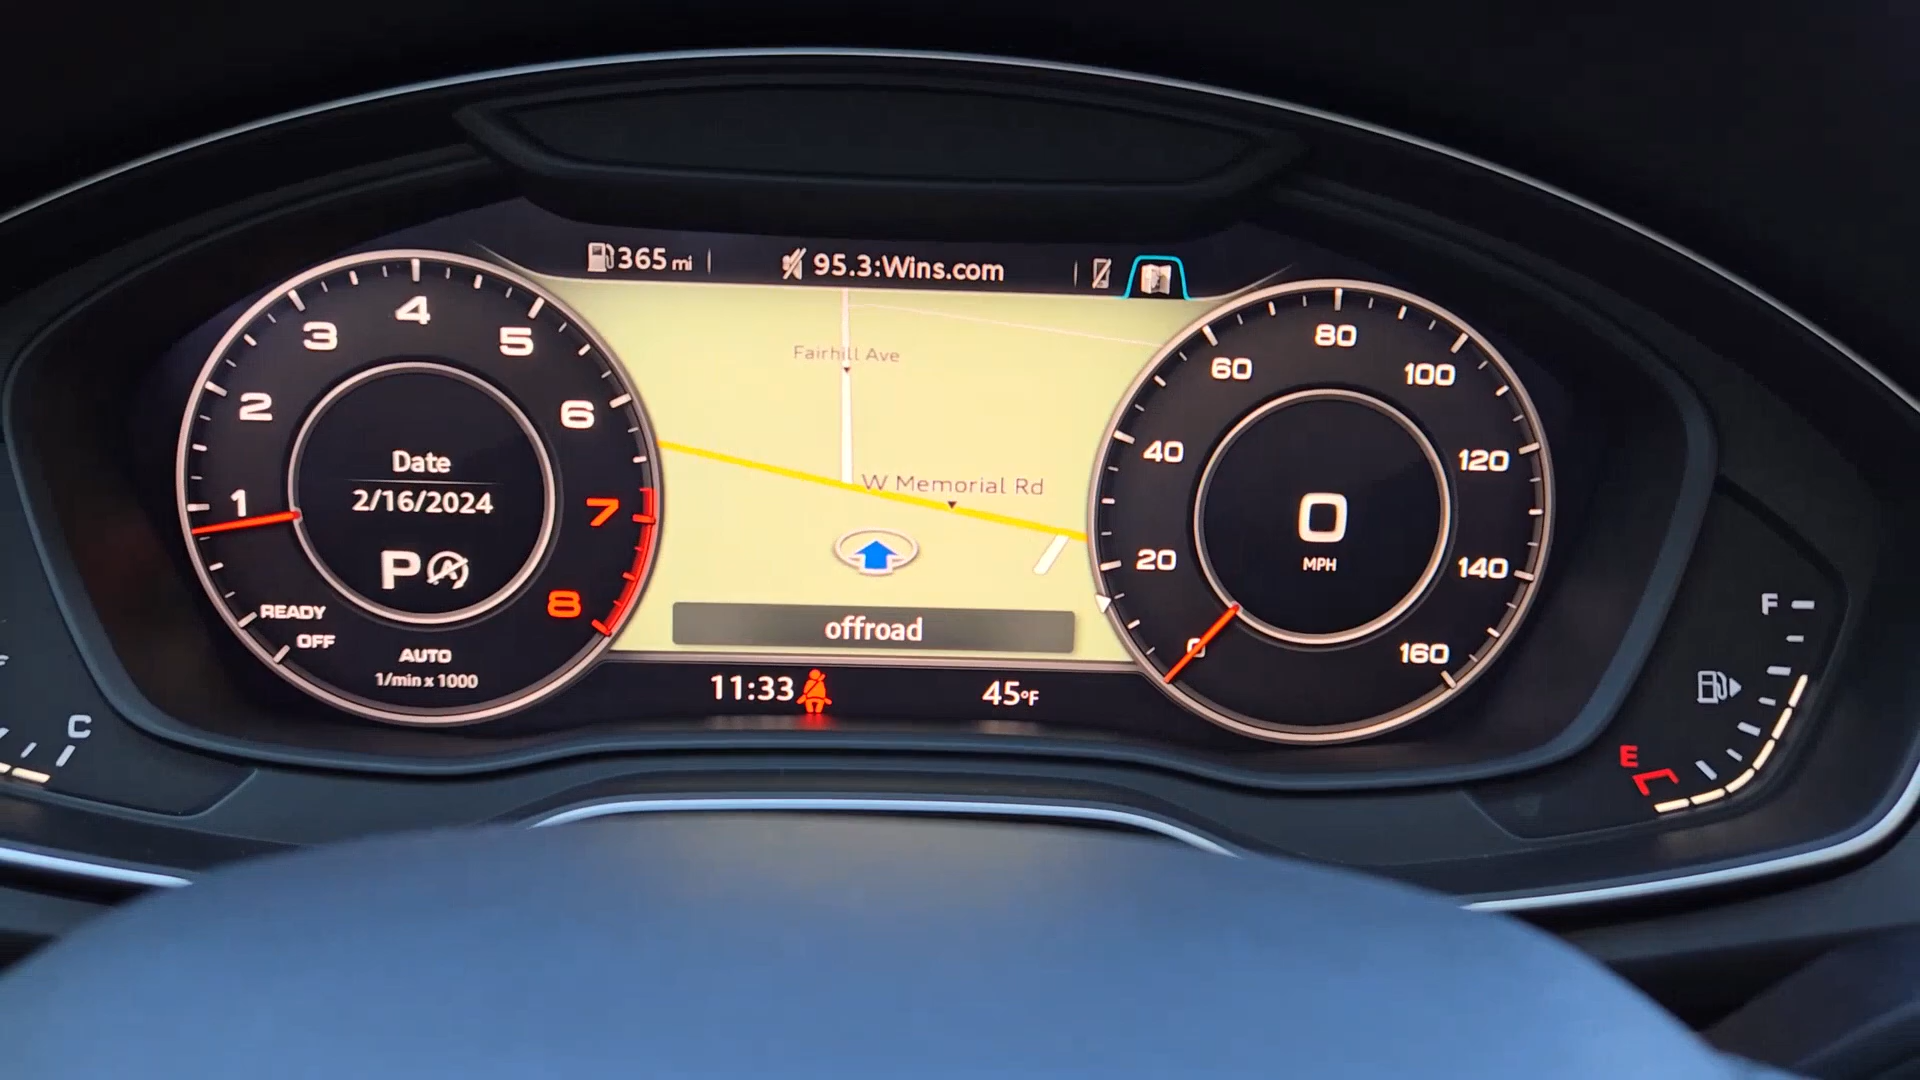 365 mi
95.3:Wins.com
1
2
3
4
5
6
7
8
Date
2/16/2024
P
A
READY
OFF
AUTO
1/min x 1000
Fairhill Ave
W Memorial Rd
offroad
11:33
45°F
0
20
40
60
80
100
120
140
160
0
MPH
C
F
E